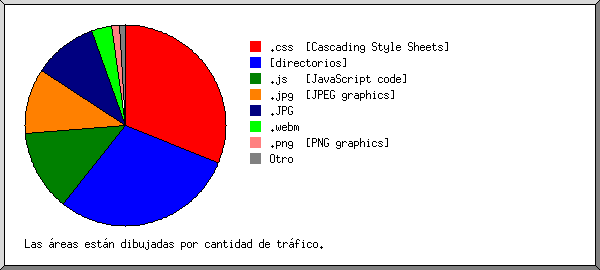 .css [Cascading Style Sheets]
[directorios]
.js [JavaScript code]
.jpg [JPEG graphics]
.JPG
.webm
.png [PNG graphics]
Otro
Las áreas están dibujadas por cantidad de tráfico.